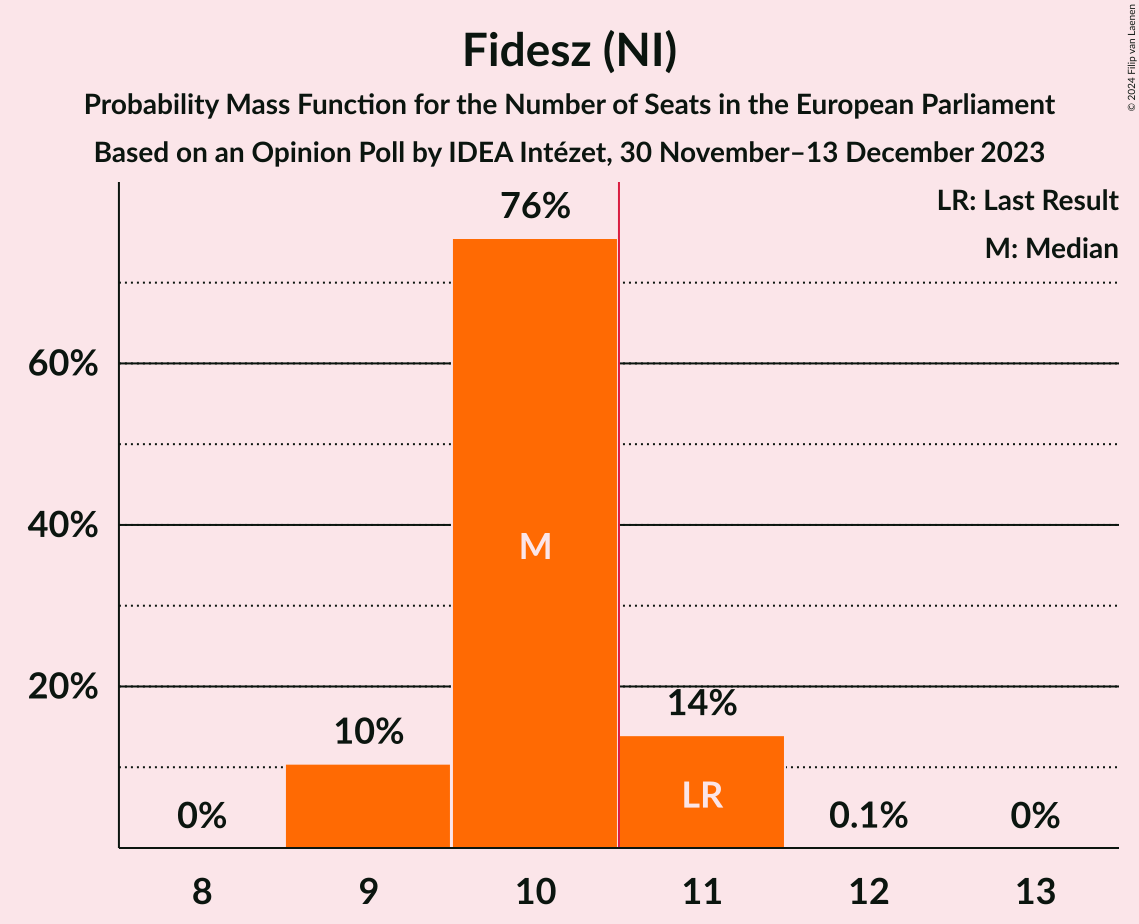 Fidesz (NI)
Probability Mass Function for the Number of Seats in the European Parliament
Based on an Opinion Poll by IDEA Intézet, 30 November–13 December 2023
© 2024 Filip van Laenen
LR: Last Result
M: Median
76%
60%
40%
20%
M
14%
10%
LR
0%
0.1%
0%
8
9
10
11
12
13